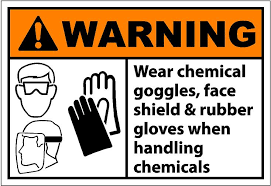 WARNING
Wear chemical
goggles, face
shield & rubber
gloves when
handling
chemicals